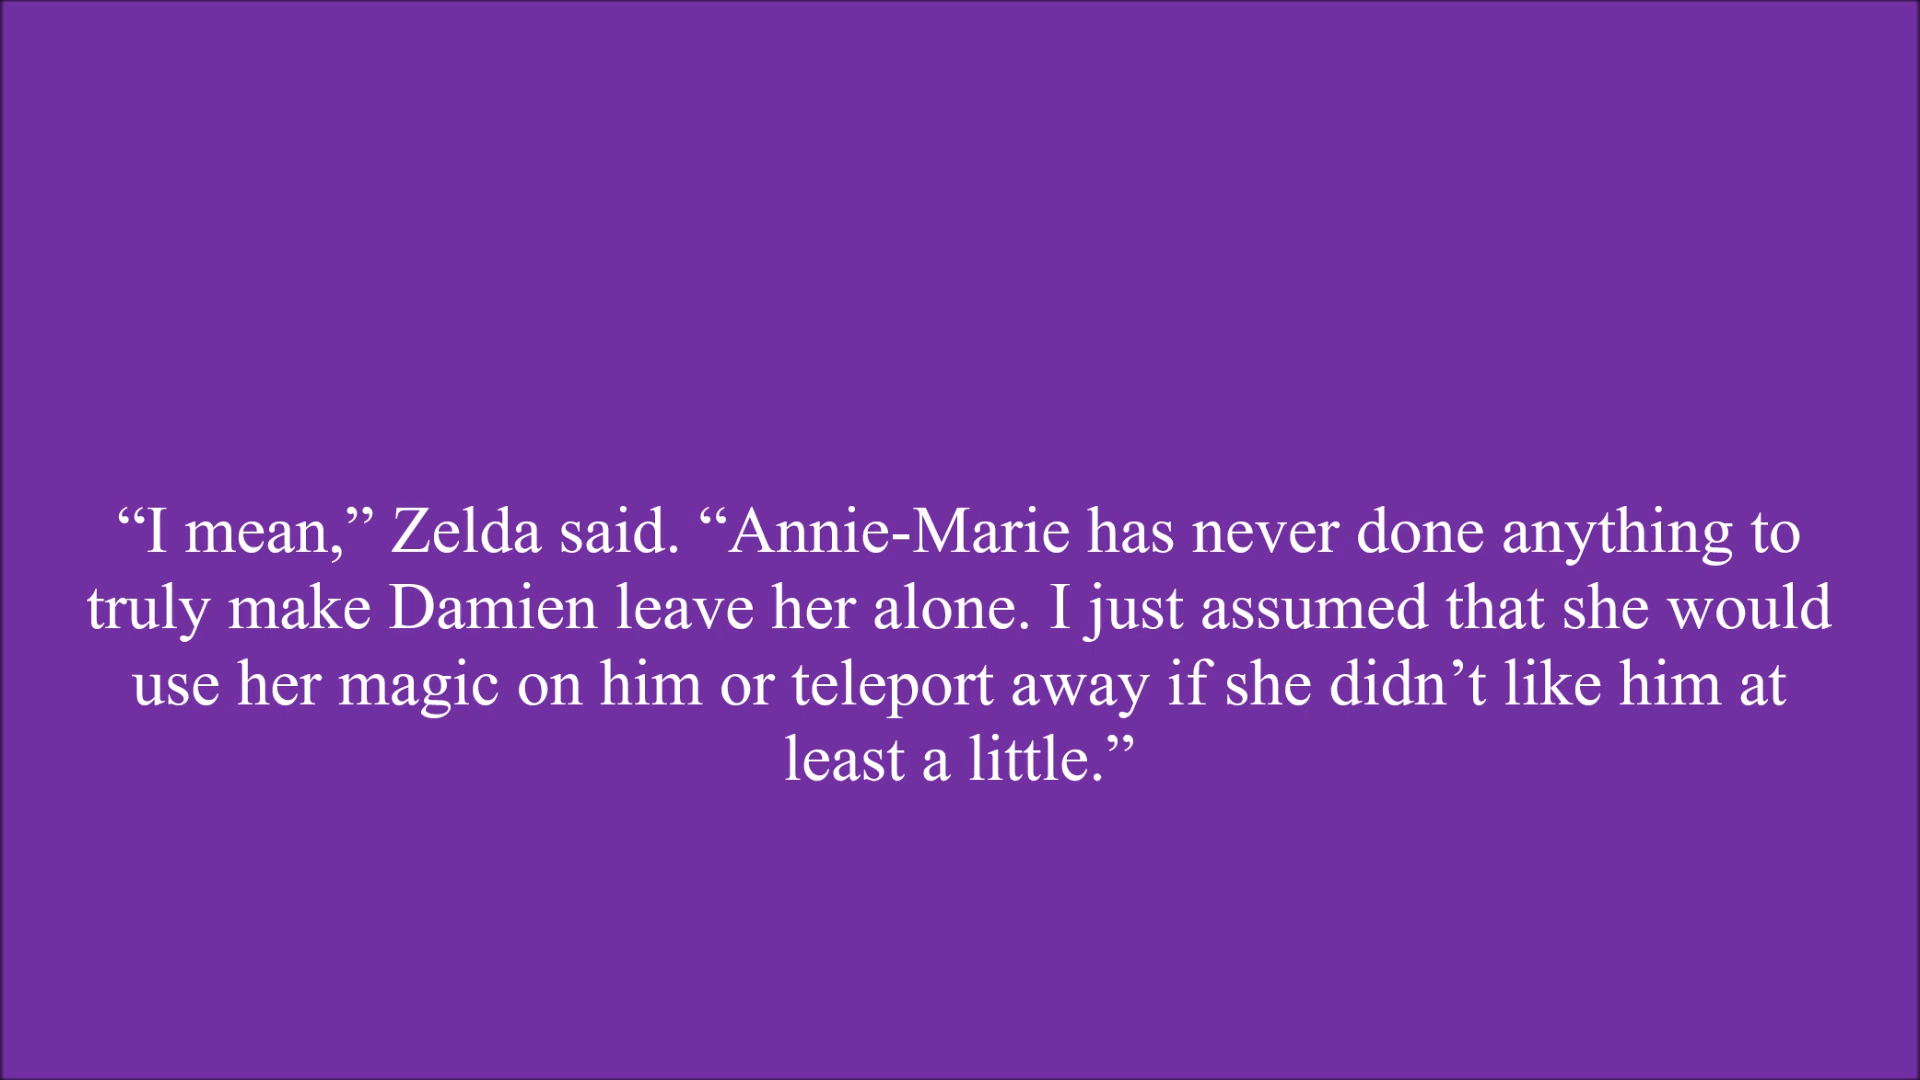 “I mean,” Zelda said. “Annie-Marie has never done anything to
truly make Damien leave her alone. I just assumed that she would
use her magic on him or teleport away if she didn’t like him at
least a little.”